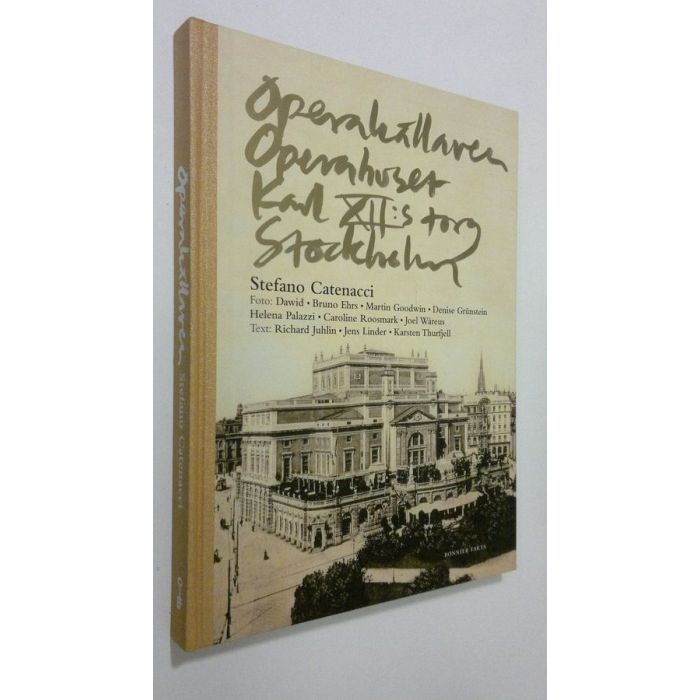 Operakällaren
Operahuset
Karl XII:s torg
Stockholm
Stefano Catenacci
Foto: Dawid • Bruno Ehrs • Martin Goodwin • Denise Grünstein
Helena Palazzi • Caroline Roosmark • Joel Wåreus
Text: Richard Juhlin • Jens Linder • Karsten Thurfjell
BONNIER FAKTA
Operakällaren Stefano Catenacci